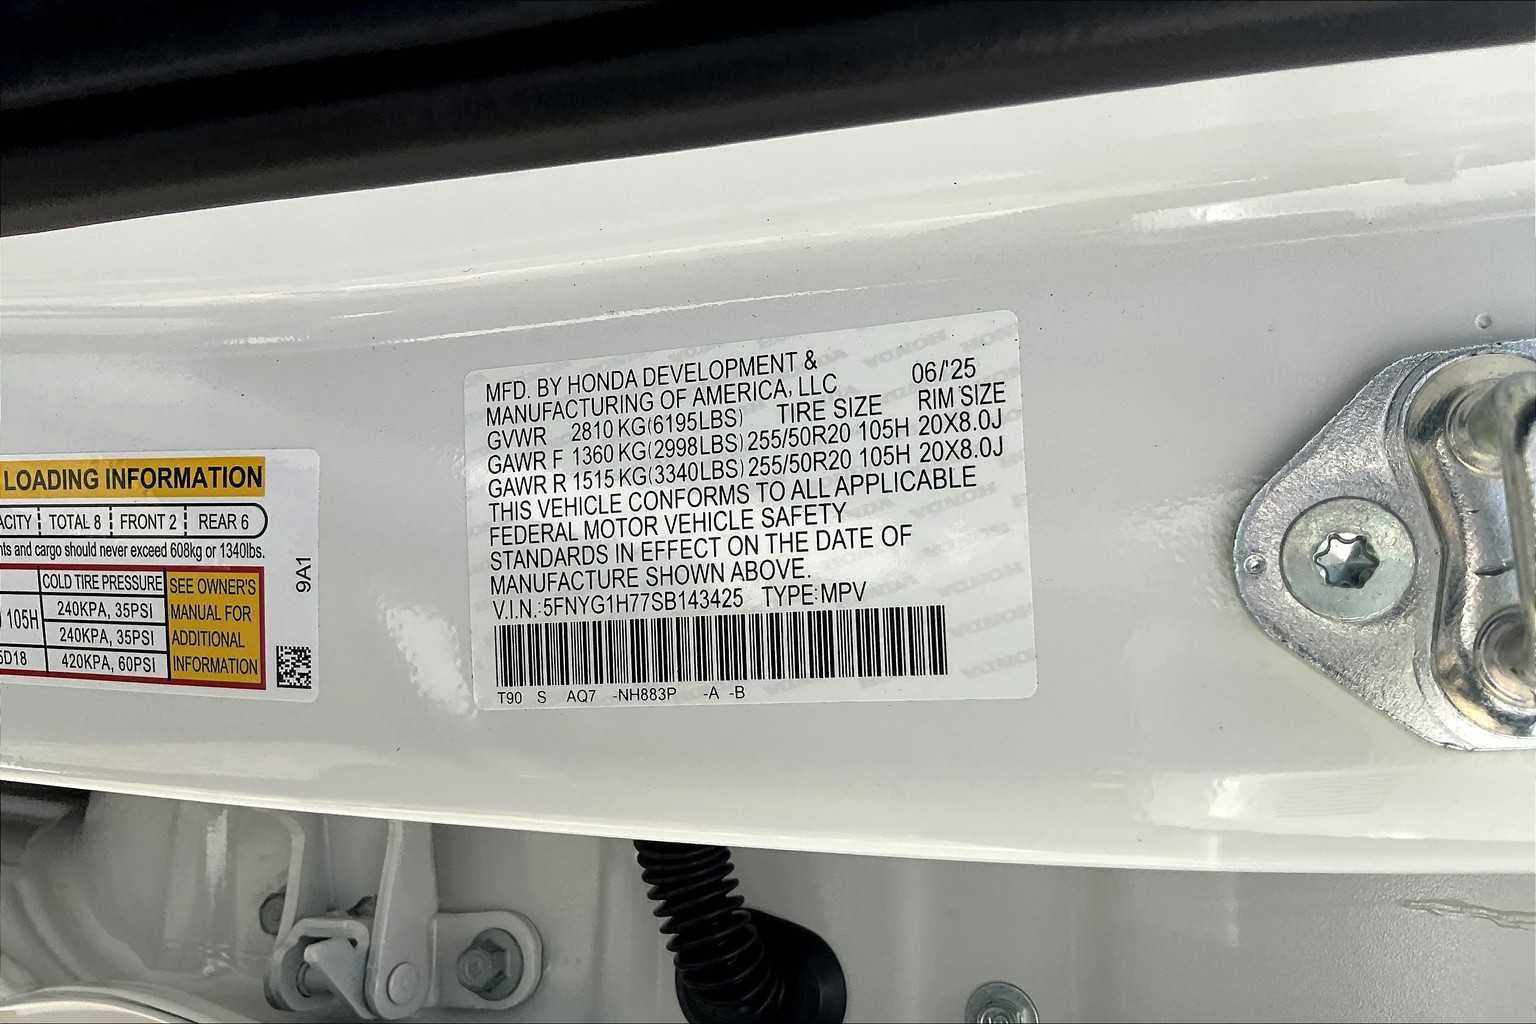 MFD. BY HONDA DEVELOPMENT &
MANUFACTURING OF AMERICA, LLC 06/'25
GVWR 2810 KG(6195LBS) TIRE SIZE RIM SIZE
GAWR F 1360 KG(2998LBS) 255/50R20 105H 20X8.0J
GAWR R 1515 KG(3340LBS) 255/50R20 105H 20X8.0J
THIS VEHICLE CONFORMS TO ALL APPLICABLE
FEDERAL MOTOR VEHICLE SAFETY
STANDARDS IN EFFECT ON THE DATE OF
MANUFACTURE SHOWN ABOVE.
V.I.N.:5FNYG1H77SB143425 TYPE:MPV
T90 S AQ7 -NH883P -A -B
LOADING INFORMATION
ACITY TOTAL 8 FRONT 2 REAR 6
nts and cargo should never exceed 608kg or 1340lbs.
COLD TIRE PRESSURE
105H 240KPA, 35PSI
240KPA, 35PSI
5D18 420KPA, 60PSI
SEE OWNER'S
MANUAL FOR
ADDITIONAL
INFORMATION
9A1